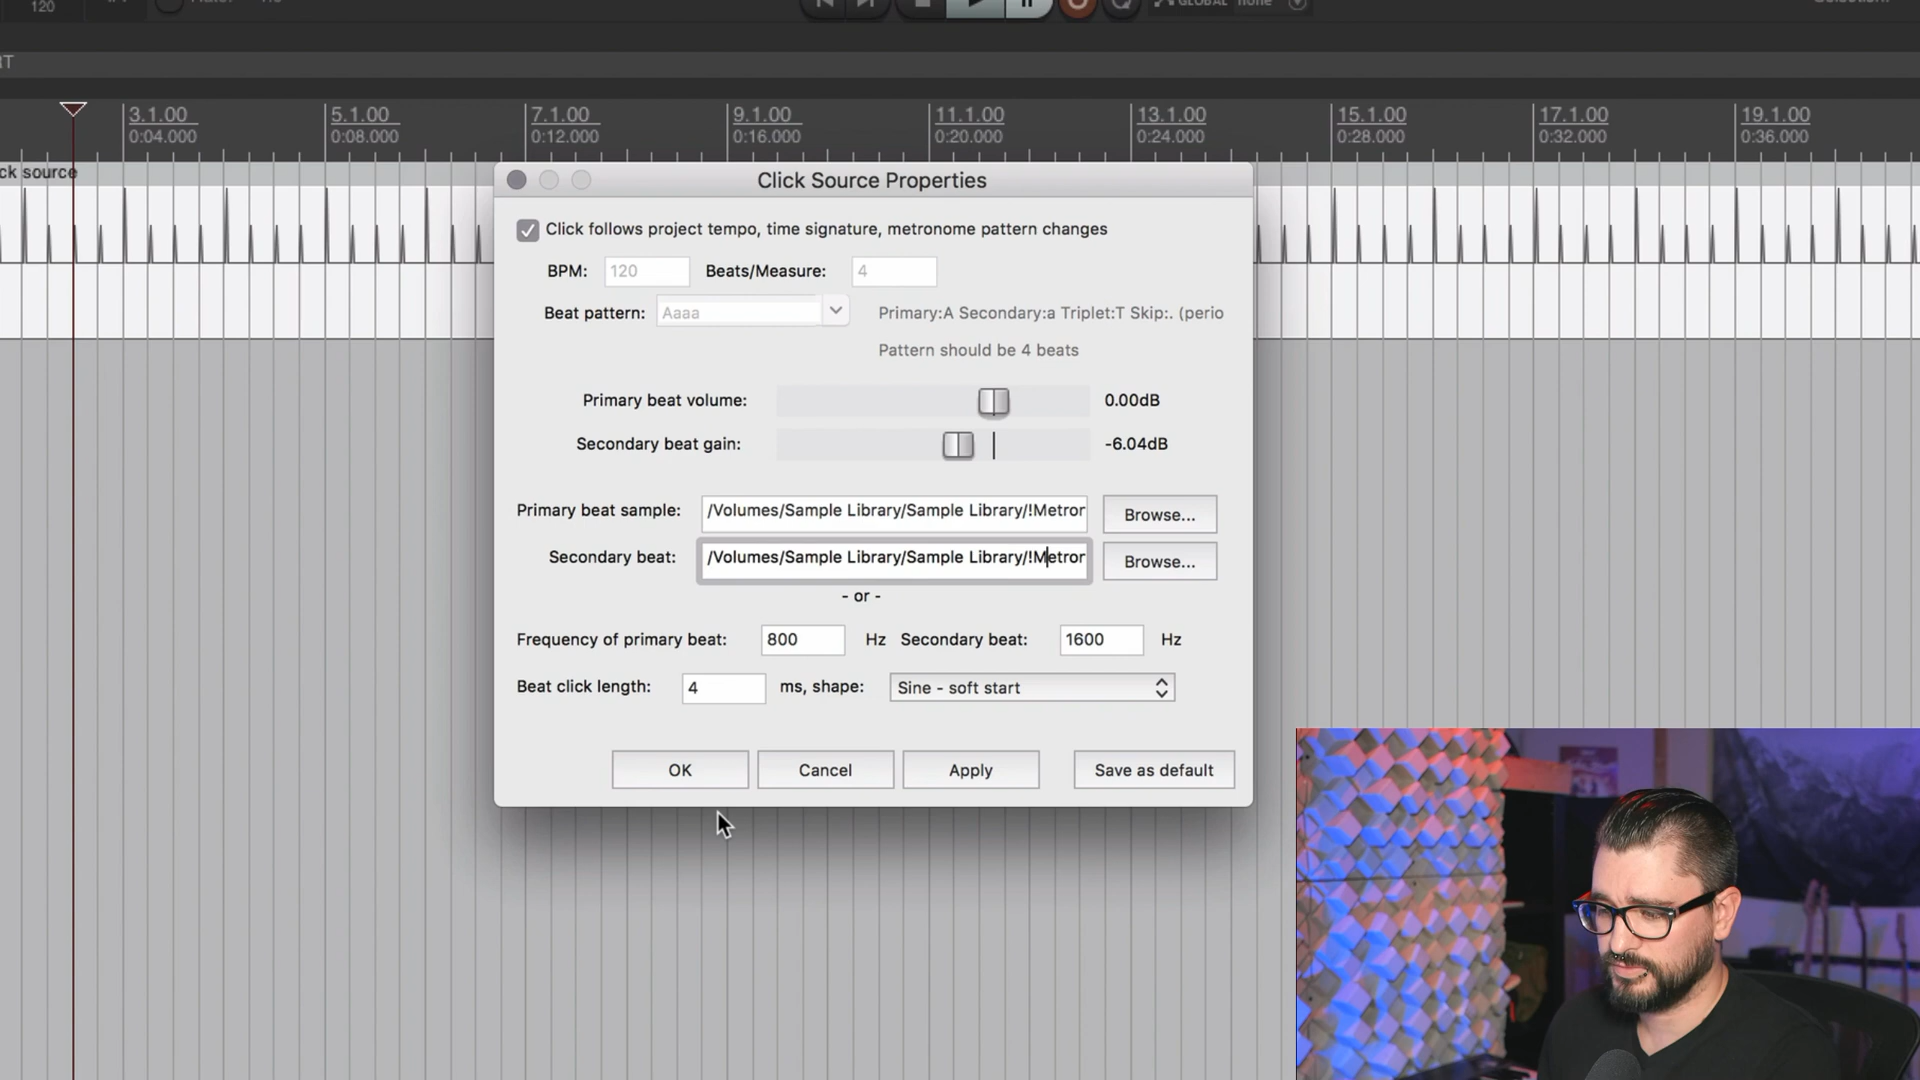 120
GLOBAL none
RT
3.1.00 5.1.00 7.1.00 9.1.00 11.1.00 13.1.00 15.1.00 17.1.00 19.1.00
0:04.000 0:08.000 0:12.000 0:16.000 0:20.000 0:24.000 0:28.000 0:32.000 0:36.000
ck source
Click Source Properties
Click follows project tempo, time signature, metronome pattern changes
BPM: 120 Beats/Measure: 4
Beat pattern: Aaaa Primary:A Secondary:a Triplet:T Skip:. (perio
Pattern should be 4 beats
Primary beat volume: 0.00dB
Secondary beat gain: -6.04dB
Primary beat sample: /Volumes/Sample Library/Sample Library/!Metror Browse...
Secondary beat: /Volumes/Sample Library/Sample Library/!Metror Browse...
- or -
Frequency of primary beat: 800 Hz Secondary beat: 1600 Hz
Beat click length: 4 ms, shape: Sine - soft start
OK Cancel Apply Save as default